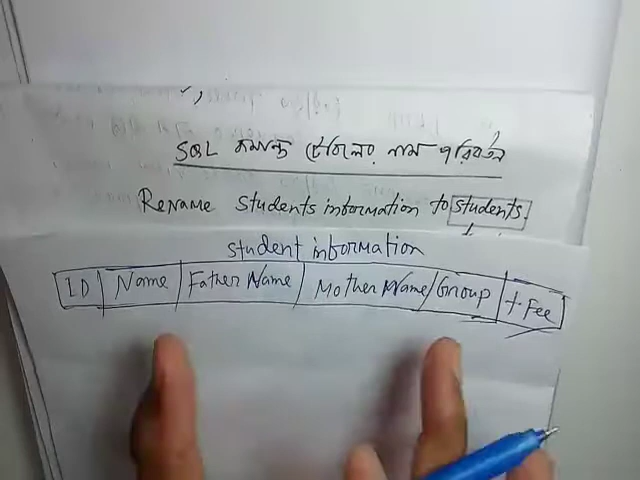 SQL কমান্ড টেবিলের নাম পরিবর্তন
Rename students information to students
student information
ID Name Father Name Mother Name Group t. Fee